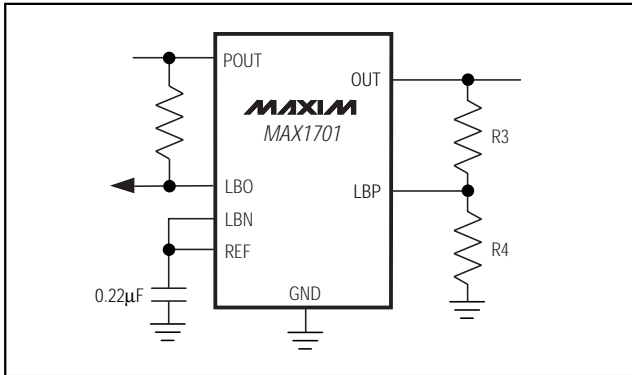 POUT
OUT
MAXIM
MAX1701
R3
LBO
LBP
LBN
REF
R4
0.22μF
GND